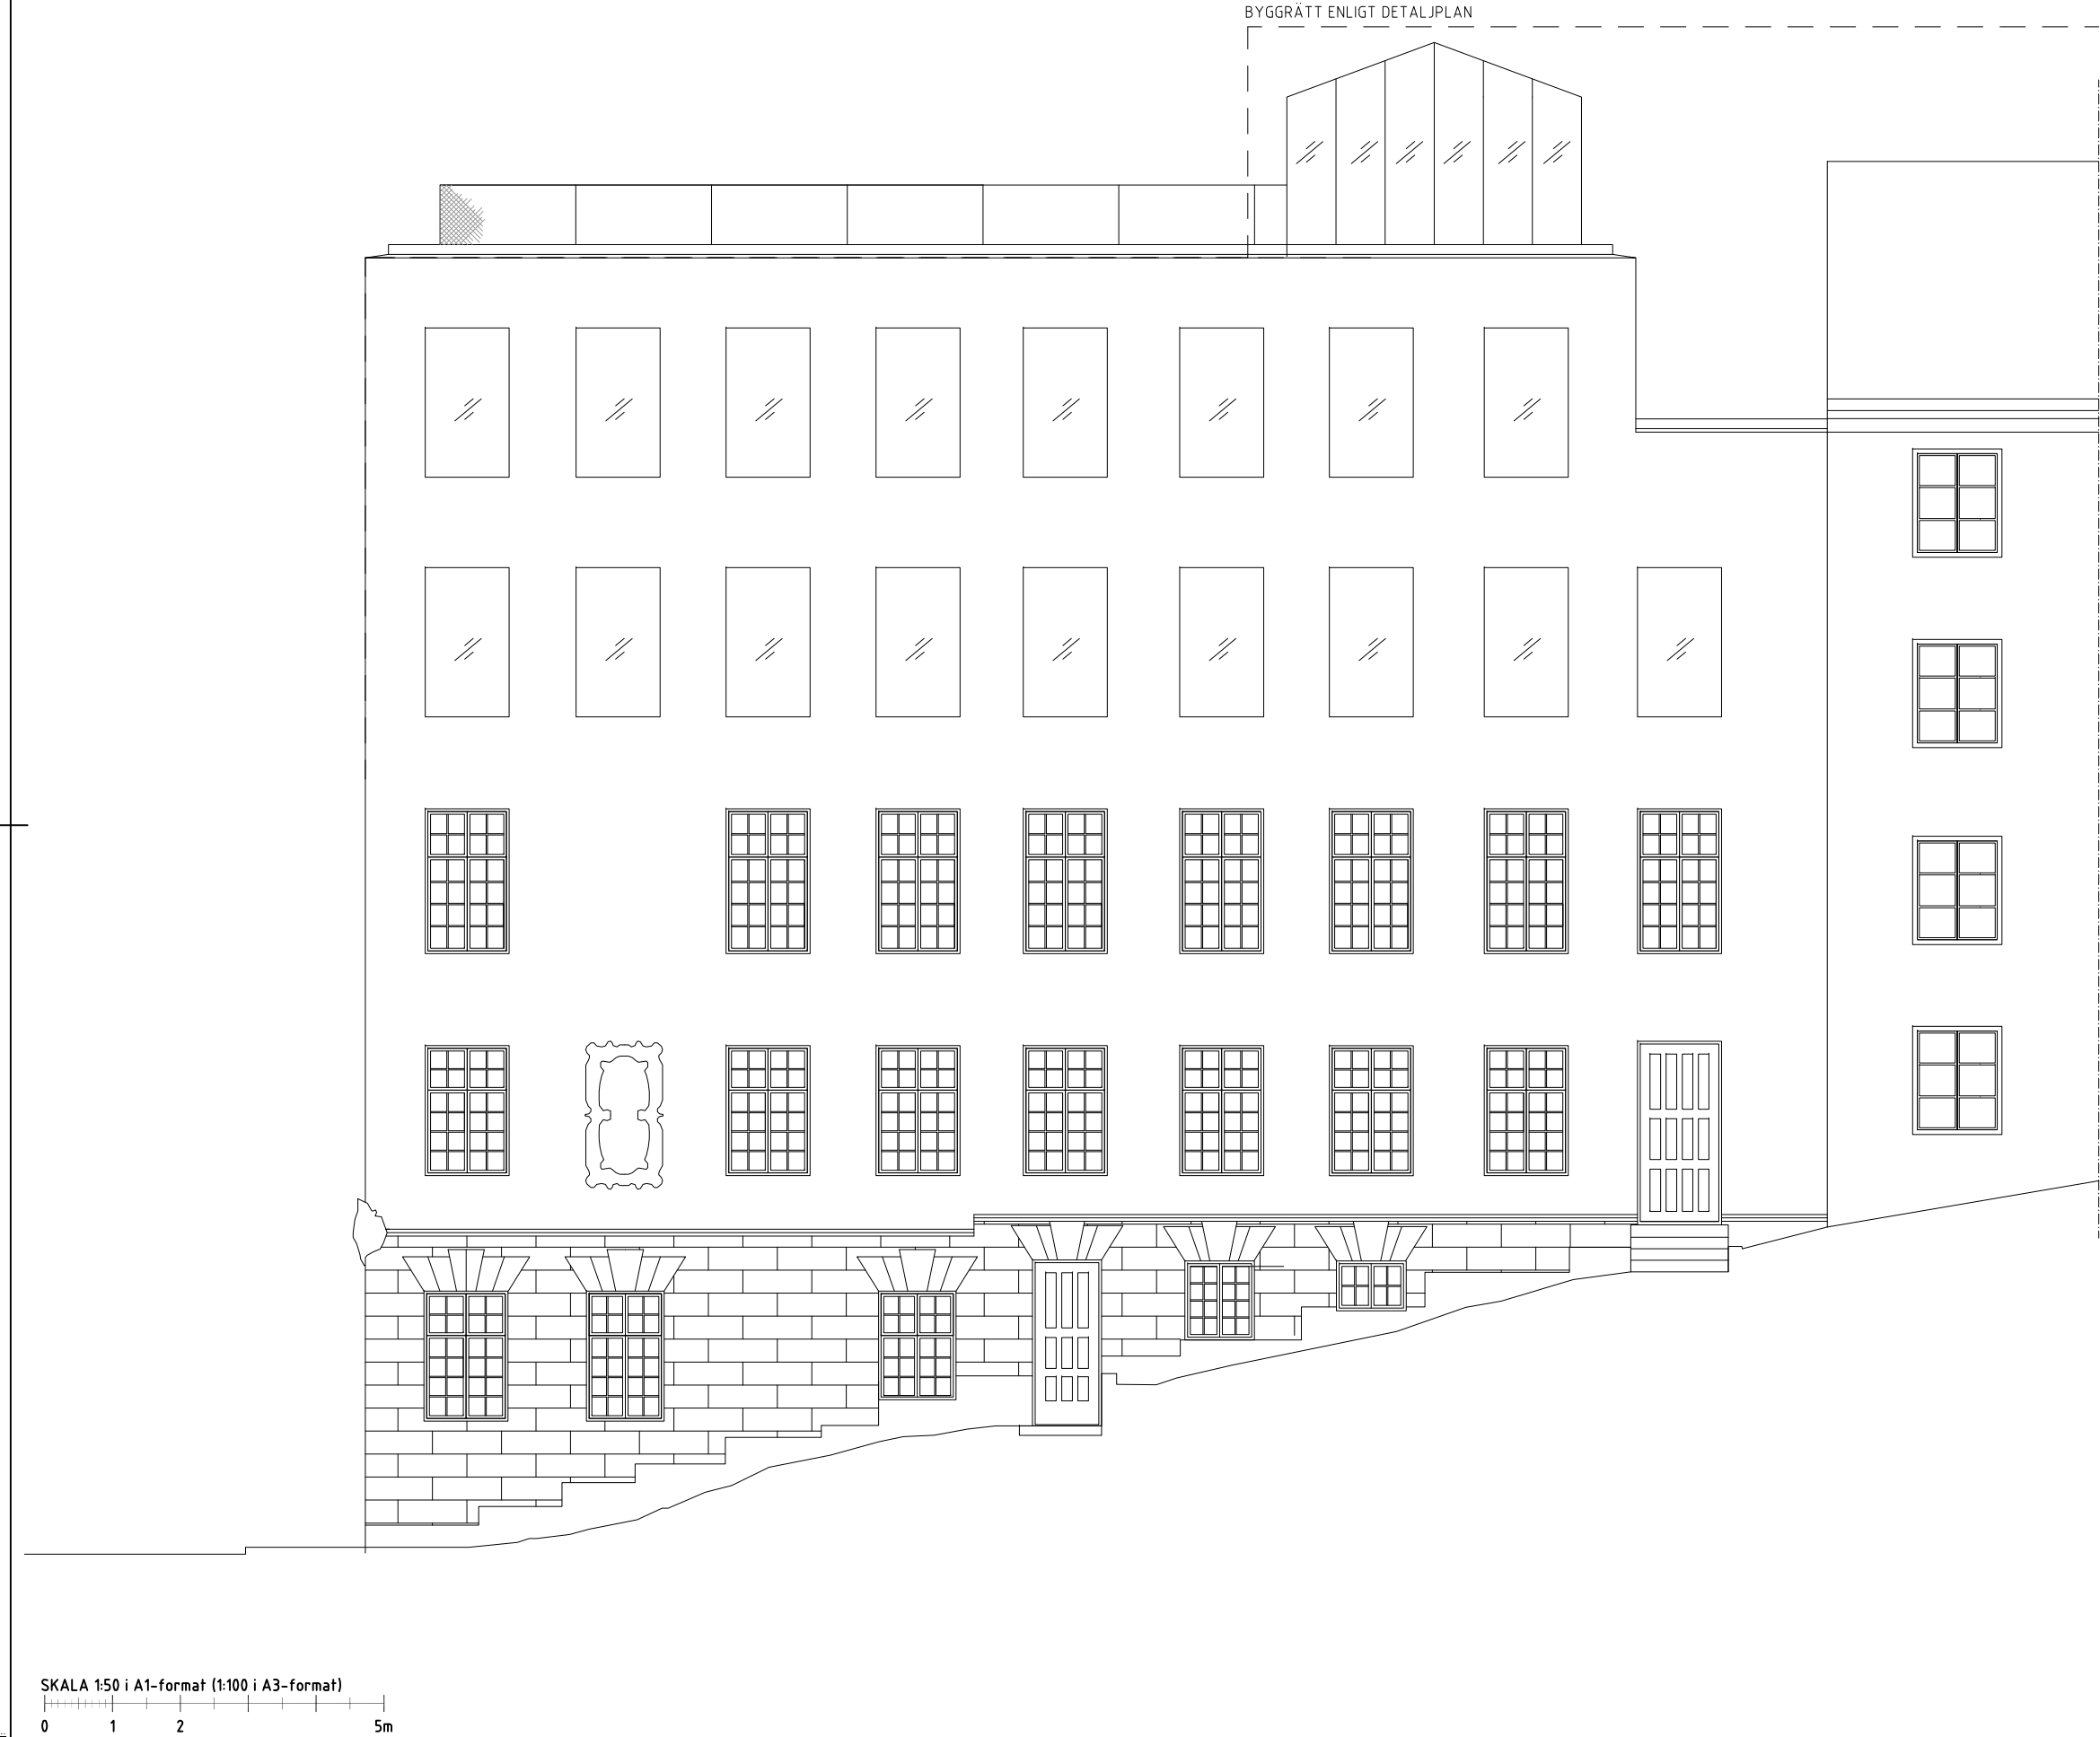 BYGGRÄTT ENLIGT DETALJPLAN
SKALA 1:50 i A1-format (1:100 i A3-format)
0 1 2 5m